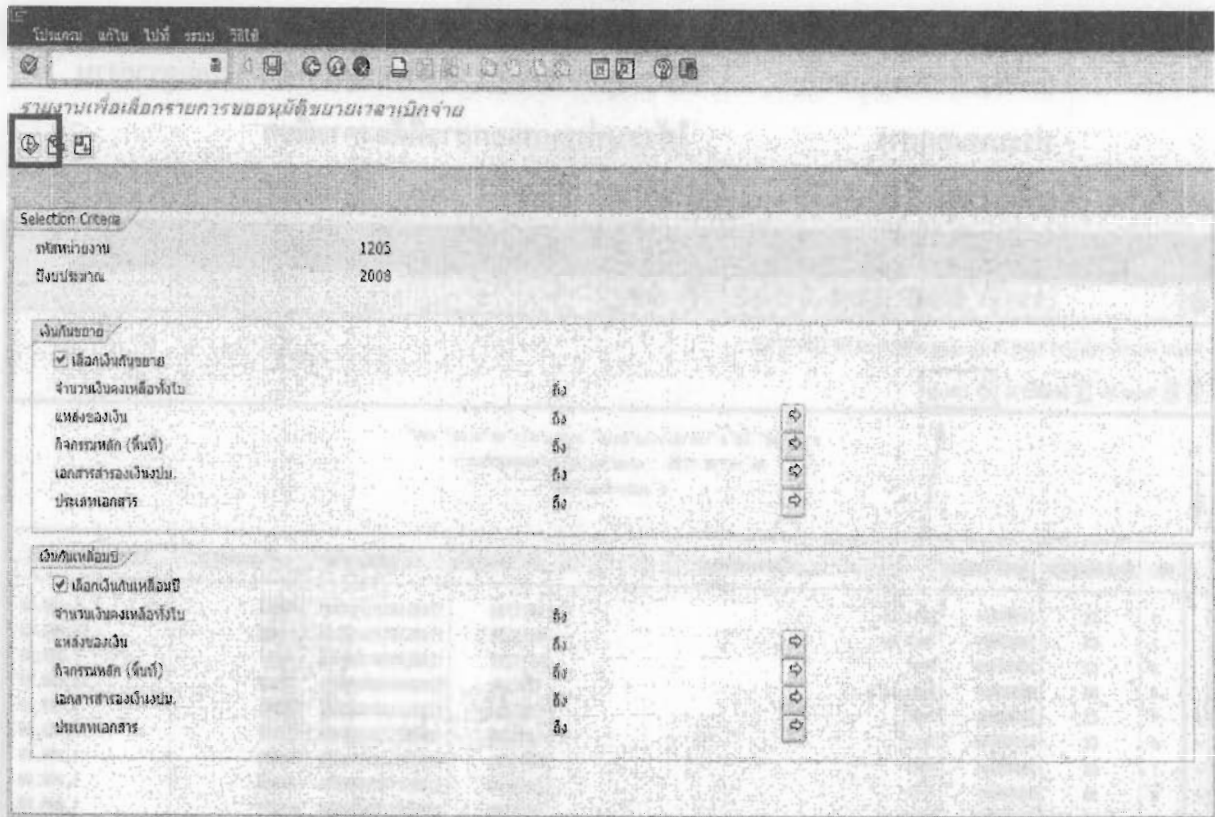 โปรแกรม แก้ไข ไปที่ ระบบ วิธีใช้
รายงานเพื่อเลือกรายการขออนุมัติขยายเวลาเบิกจ่าย
Selection Criteria
รหัสหน่วยงาน 1205
ปีงบประมาณ 2008
เงินกันขยาย
เลือกเงินกันขยาย
จำนวนเงินคงเหลือทั้งใบ ถึง
แหล่งของเงิน ถึง
กิจกรรมหลัก (พื้นที่) ถึง
เอกสารสำรองเงินงปม. ถึง
ประเภทเอกสาร ถึง
เงินกันเหลื่อมปี
เลือกเงินกันเหลื่อมปี
จำนวนเงินคงเหลือทั้งใบ ถึง
แหล่งของเงิน ถึง
กิจกรรมหลัก (พื้นที่) ถึง
เอกสารสำรองเงินงปม. ถึง
ประเภทเอกสาร ถึง